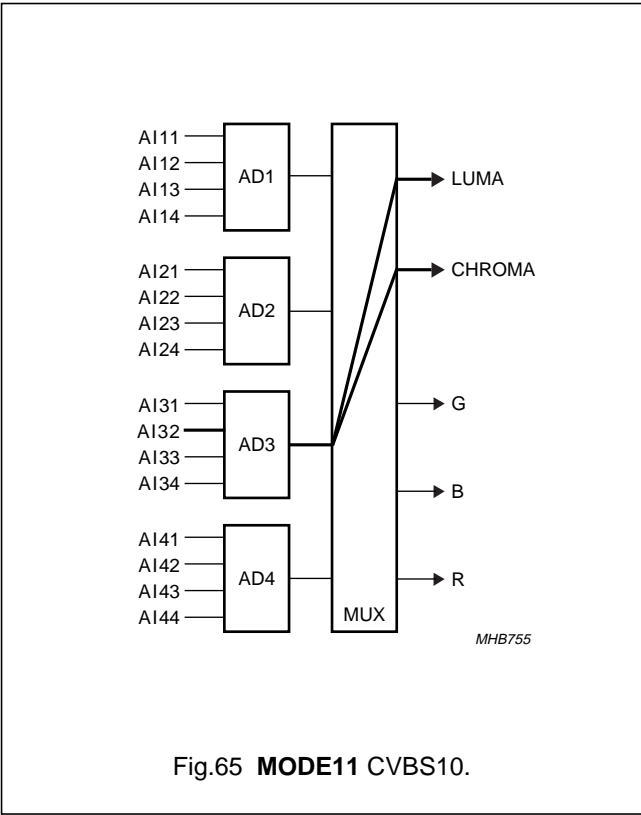 AI11
AI12
AI13
AI14
AD1
AI21
AI22
AI23
AI24
AD2
AI31
AI32
AI33
AI34
AD3
AI41
AI42
AI43
AI44
AD4
MUX
LUMA
CHROMA
G
B
R
MHB755
Fig.65 MODE11 CVBS10.